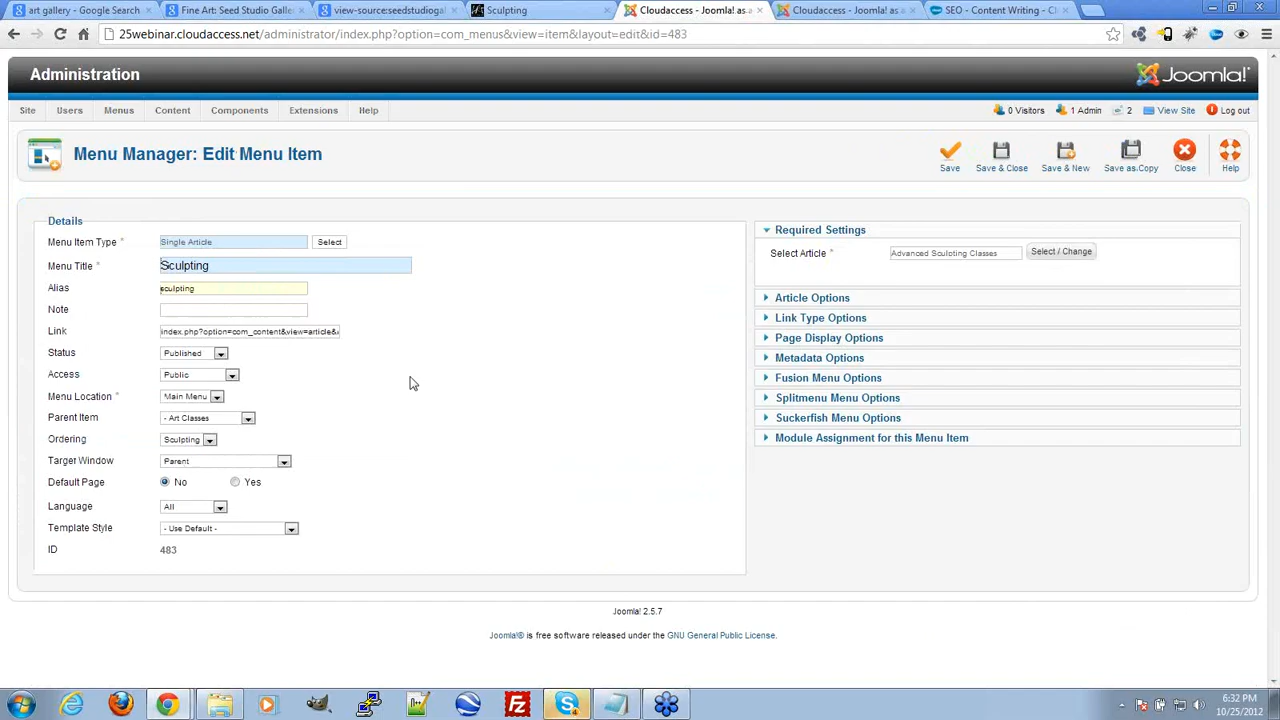 art gallery - Google Search
Fine Art: Seed Studio Galle
view-source:seedstudiogal
Sculpting
Cloudaccess - Joomla! as a
Cloudaccess - Joomla! as a
SEO - Content Writing - Cl
25webinar.cloudaccess.net/administrator/index.php?option=com_menus&view=item&layout=edit&id=483
Administration
Joomla!
Site
Users
Menus
Content
Components
Extensions
Help
0 Visitors
1 Admin
2
View Site
Log out
Menu Manager: Edit Menu Item
Save
Save & Close
Save & New
Save as Copy
Close
Help
Details
Menu Item Type *
Single Article
Select
Menu Title *
Sculpting
Alias
sculpting
Note
Link
index.php?option=com_content&view=article&
Status
Published
Access
Public
Menu Location *
Main Menu
Parent Item
- Art Classes
Ordering
Sculpting
Target Window
Parent
Default Page
No
Yes
Language
All
Template Style
- Use Default -
ID
483
Required Settings
Select Article *
Advanced Sculpting Classes
Select / Change
Article Options
Link Type Options
Page Display Options
Metadata Options
Fusion Menu Options
Splitmenu Menu Options
Suckerfish Menu Options
Module Assignment for this Menu Item
Joomla! 2.5.7
Joomla!® is free software released under the GNU General Public License.
6:32 PM
10/25/2012